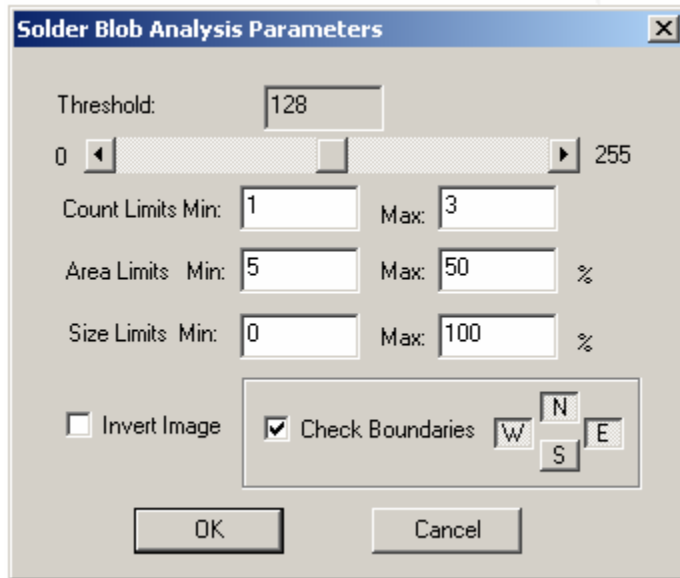 Solder Blob Analysis Parameters
Threshold: 128
0 255
Count Limits Min: 1 Max: 3
Area Limits Min: 5 Max: 50 %
Size Limits Min: 0 Max: 100 %
Invert Image
Check Boundaries W N S E
OK Cancel